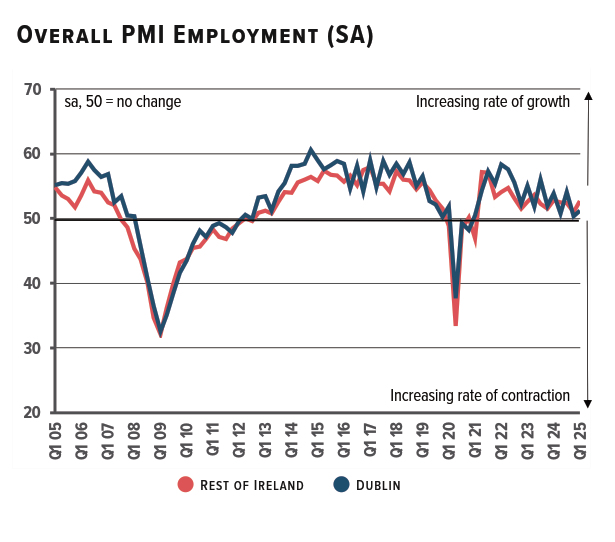 OVERALL PMI EMPLOYMENT (SA)
70
sa, 50 = no change
Increasing rate of growth
60
50
40
30
Increasing rate of contraction
20
Q1 05
Q1 06
Q1 07
Q1 08
Q1 09
Q1 10
Q1 11
Q1 12
Q1 13
Q1 14
Q1 15
Q1 16
Q1 17
Q1 18
Q1 19
Q1 20
Q1 21
Q1 22
Q1 23
Q1 24
Q1 25
REST OF IRELAND
DUBLIN